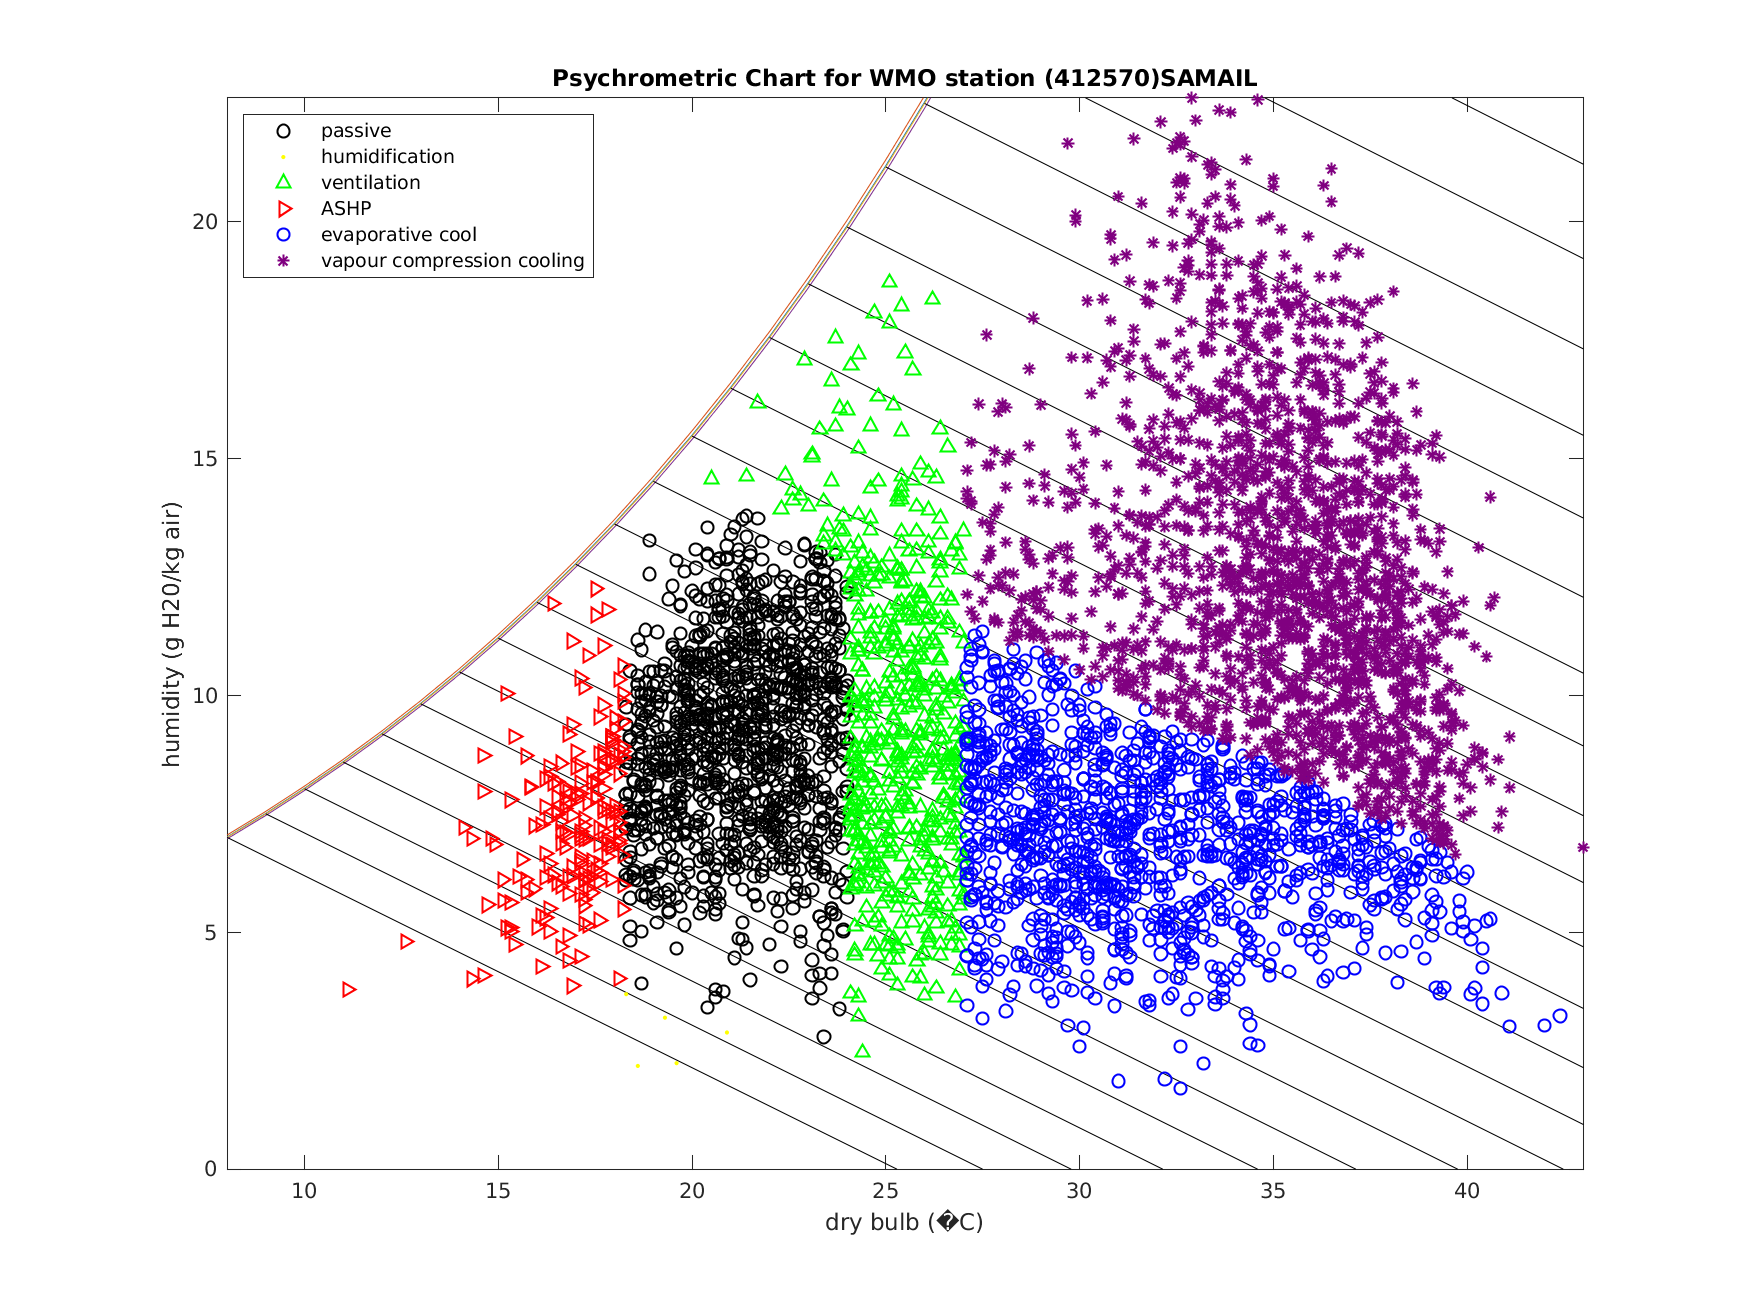 Psychrometric Chart for WMO station (412570)SAMAIL
passive
humidification
ventilation
ASHP
evaporative cool
vapour compression cooling
humidity (g H20/kg air)
20
15
10
5
0
10 15 20 25 30 35 40
dry bulb (�C)